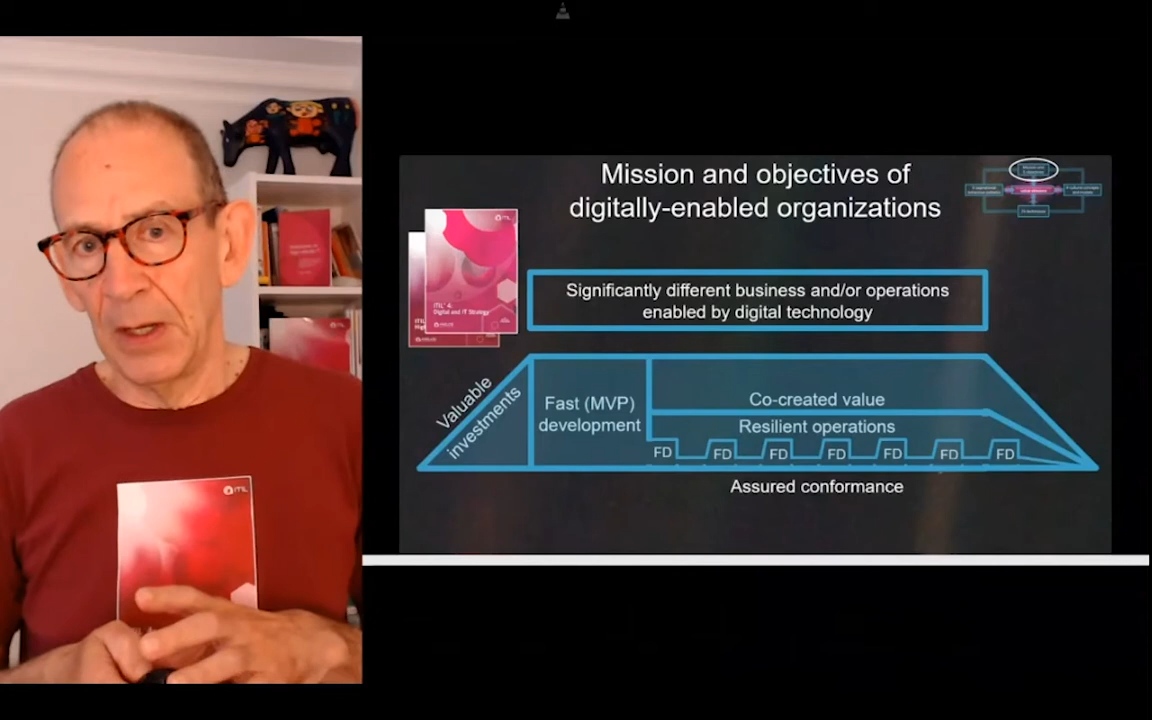 Mission and objectives of
digitally-enabled organizations
ITIL
ITIL 4:
Digital and IT Strategy
Significantly different business and/or operations
enabled by digital technology
Valuable
investments
Fast (MVP)
development
Co-created value
Resilient operations
FD FD FD FD FD FD FD
Assured conformance
ITIL